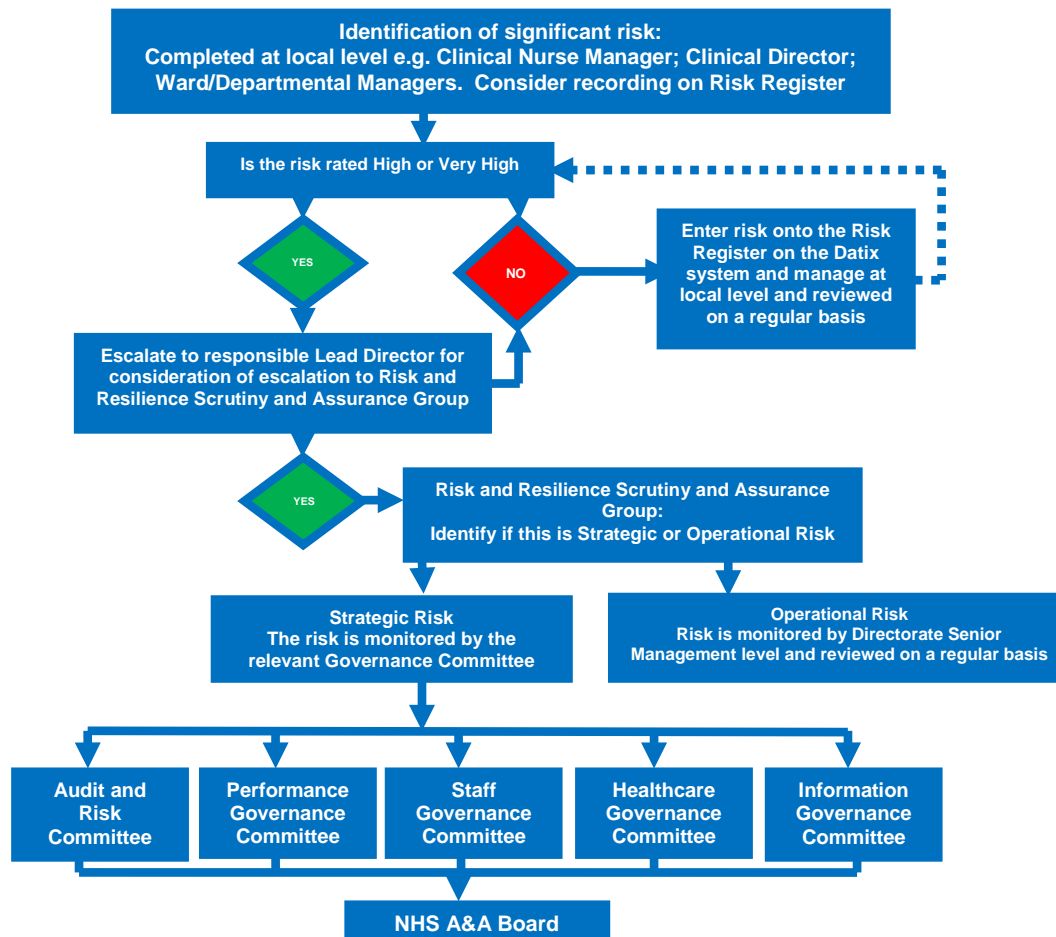 Identification of significant risk:
Completed at local level e.g. Clinical Nurse Manager; Clinical Director;
Ward/Departmental Managers. Consider recording on Risk Register
Is the risk rated High or Very High
YES
NO
Enter risk onto the Risk
Register on the Datix
system and manage at
local level and reviewed
on a regular basis
Escalate to responsible Lead Director for
consideration of escalation to Risk and
Resilience Scrutiny and Assurance Group
YES
Risk and Resilience Scrutiny and Assurance
Group:
Identify if this is Strategic or Operational Risk
Strategic Risk
The risk is monitored by the
relevant Governance Committee
Operational Risk
Risk is monitored by Directorate Senior
Management level and reviewed on a regular basis
Audit and
Risk
Committee
Performance
Governance
Committee
Staff
Governance
Committee
Healthcare
Governance
Committee
Information
Governance
Committee
NHS A&A Board